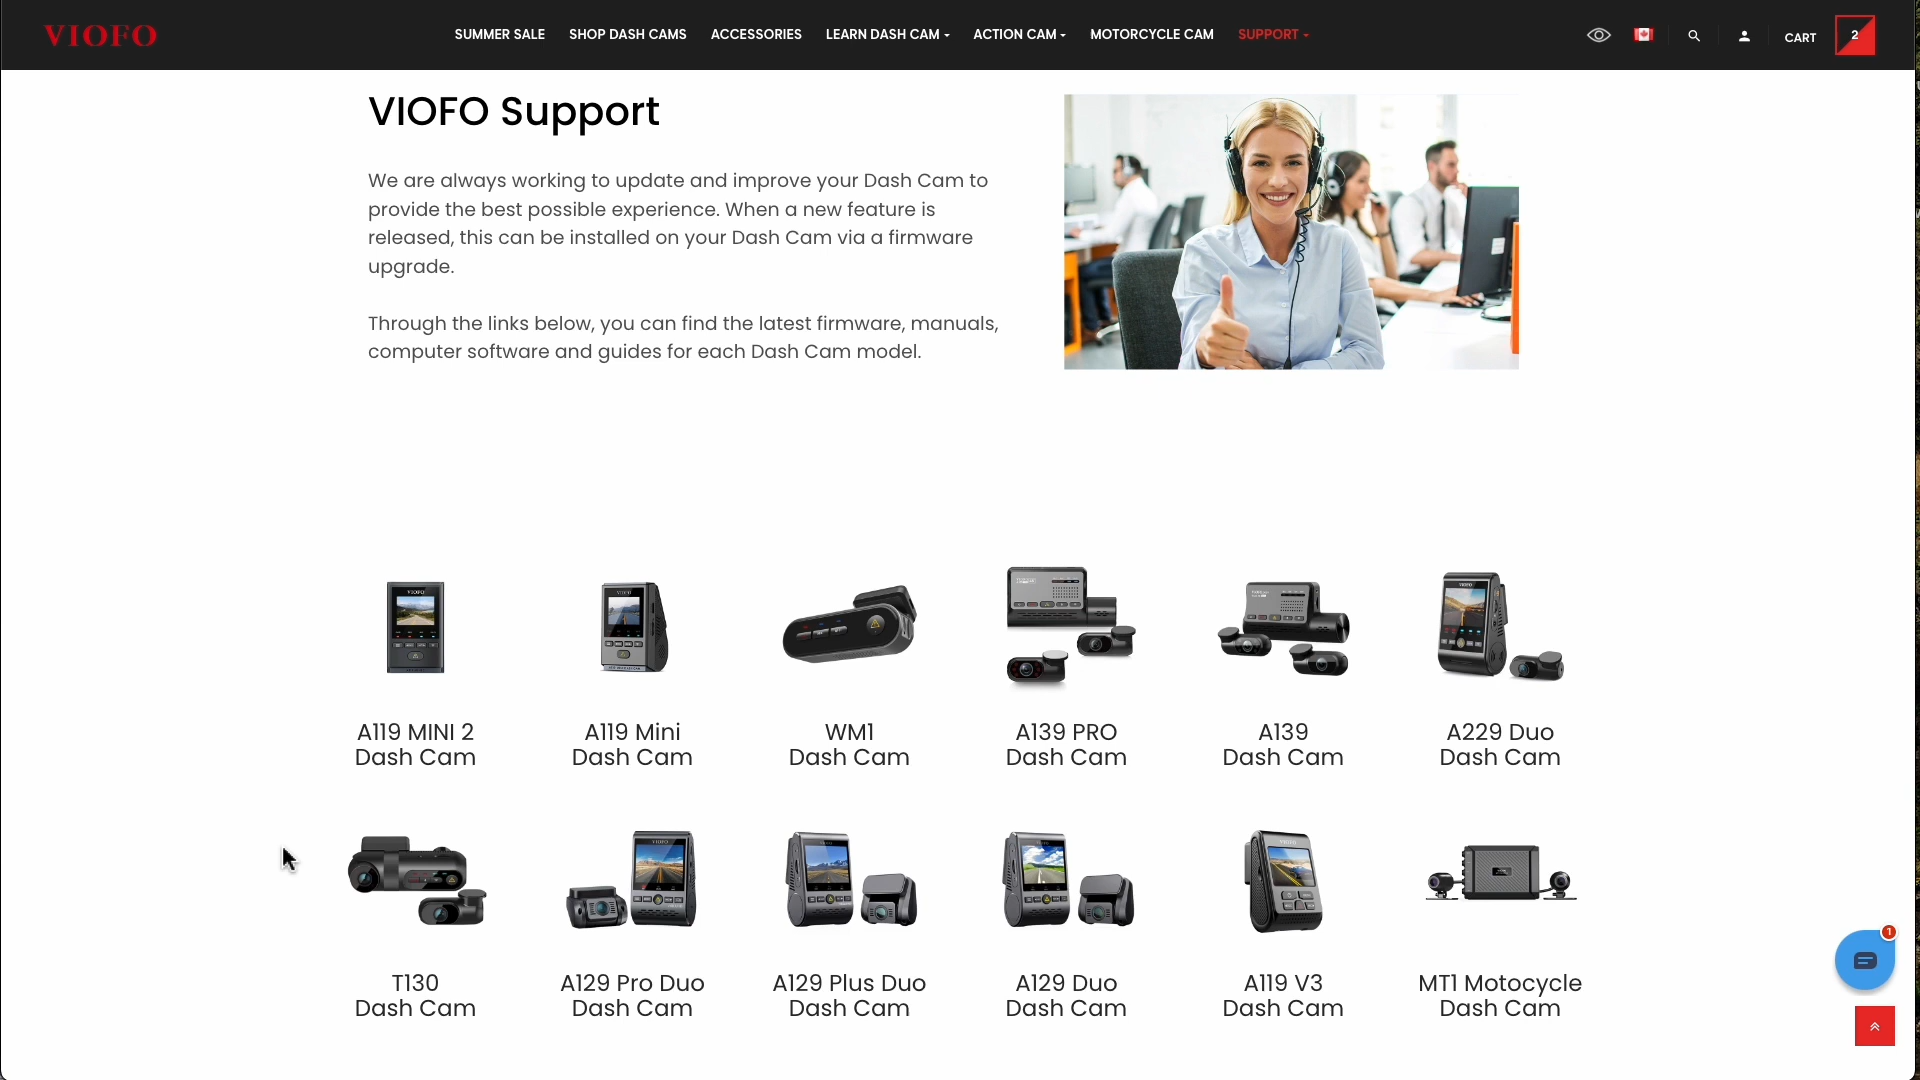 VIOFO
SUMMER SALE
SHOP DASH CAMS
ACCESSORIES
LEARN DASH CAM
ACTION CAM
MOTORCYCLE CAM
SUPPORT
CART
2
VIOFO Support
We are always working to update and improve your Dash Cam to
provide the best possible experience. When a new feature is
released, this can be installed on your Dash Cam via a firmware
upgrade.
Through the links below, you can find the latest firmware, manuals,
computer software and guides for each Dash Cam model.
A119 MINI 2
Dash Cam
A119 Mini
Dash Cam
WM1
Dash Cam
A139 PRO
Dash Cam
A139
Dash Cam
A229 Duo
Dash Cam
T130
Dash Cam
A129 Pro Duo
Dash Cam
A129 Plus Duo
Dash Cam
A129 Duo
Dash Cam
A119 V3
Dash Cam
MT1 Motocycle
Dash Cam
1